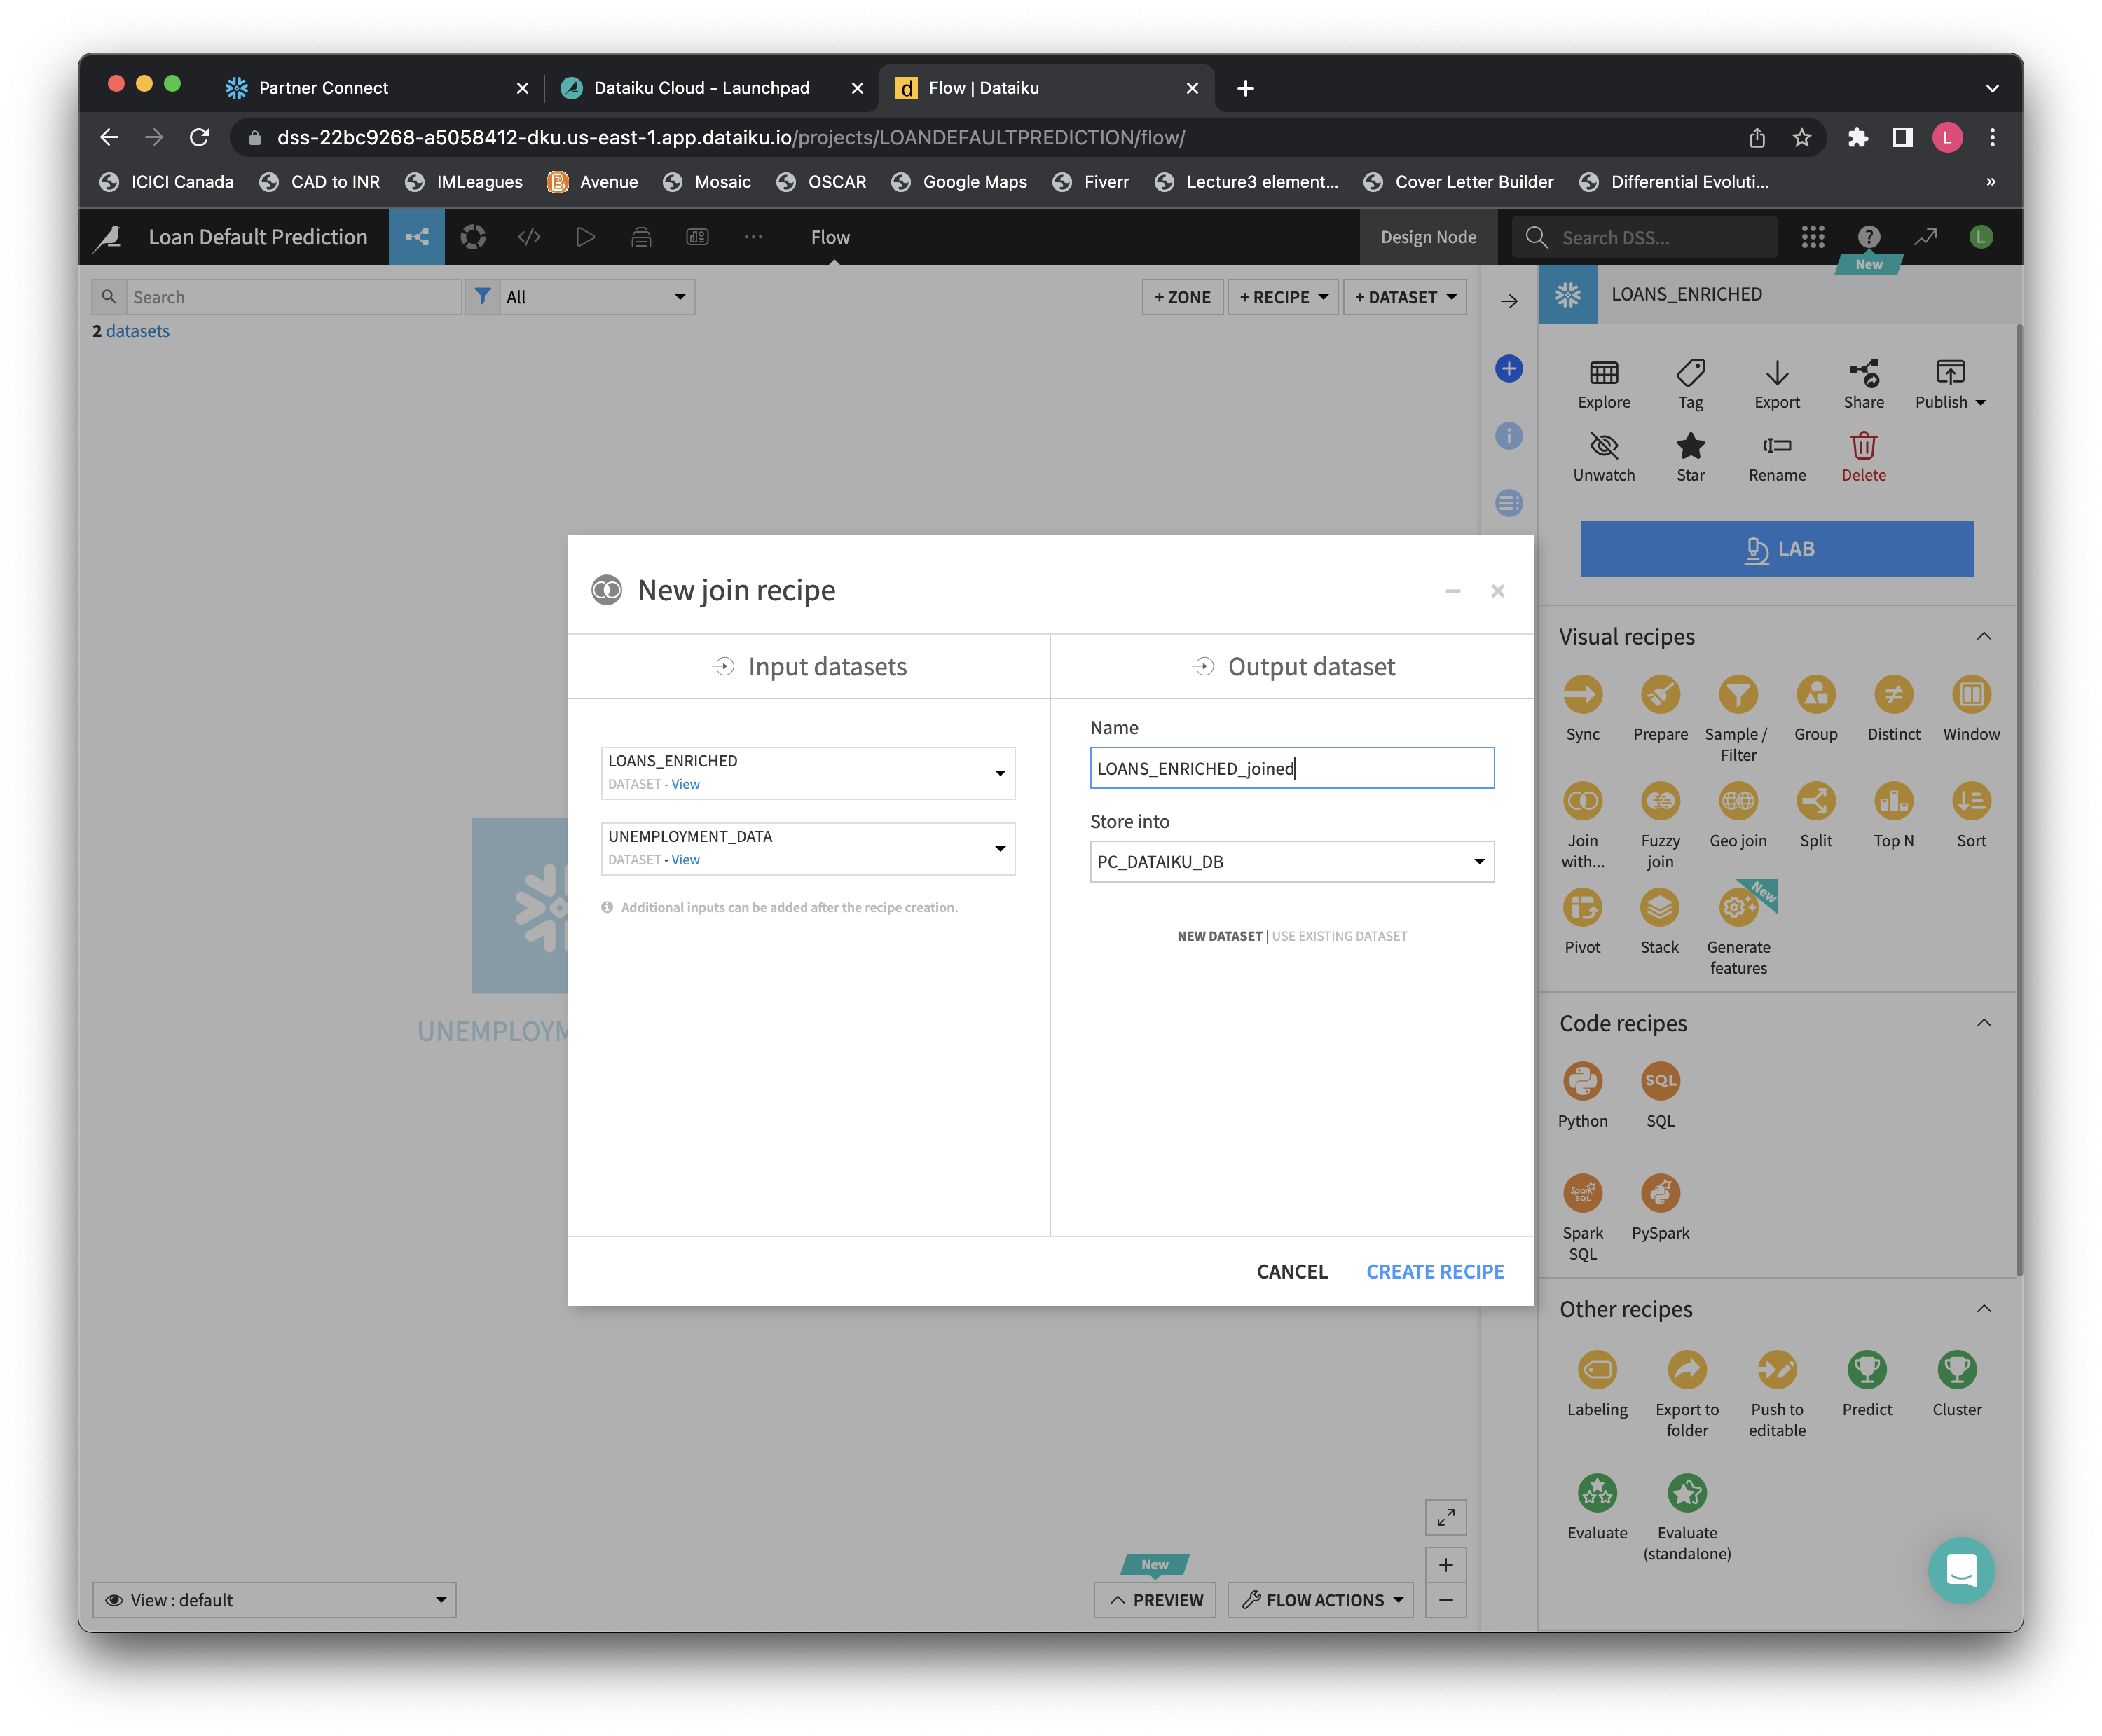 Partner Connect
Dataiku Cloud - Launchpad
d
Flow | Dataiku
dss-22bc9268-a5058412-dku.us-east-1.app.dataiku.io/projects/LOANDEFAULTPREDICTION/flow/
L
ICICI Canada
CAD to INR
IMLeagues
Avenue
Mosaic
OSCAR
Google Maps
Fiverr
Lecture3 element...
Cover Letter Builder
Differential Evoluti...
»
Loan Default Prediction
Flow
Design Node
Search DSS...
?
L
New
Search
All
+ ZONE
+ RECIPE
+ DATASET
2 datasets
LOANS_ENRICHED
Explore
Tag
Export
Share
Publish
Unwatch
Star
Rename
Delete
LAB
New join recipe
Input datasets
Output dataset
LOANS_ENRICHED
DATASET - View
UNEMPLOYMENT_DATA
DATASET - View
Additional inputs can be added after the recipe creation.
Name
LOANS_ENRICHED_joined
Store into
PC_DATAIKU_DB
NEW DATASET | USE EXISTING DATASET
CANCEL
CREATE RECIPE
UNEMPLOYM
Visual recipes
Sync
Prepare
Sample /
Filter
Group
Distinct
Window
Join
with...
Fuzzy
join
Geo join
Split
Top N
Sort
New
Pivot
Stack
Generate
features
Code recipes
SQL
Python
SQL
Spark
SQL
Spark
SQL
PySpark
Other recipes
Labeling
Export to
folder
Push to
editable
Predict
Cluster
Evaluate
Evaluate
(standalone)
View : default
New
PREVIEW
FLOW ACTIONS